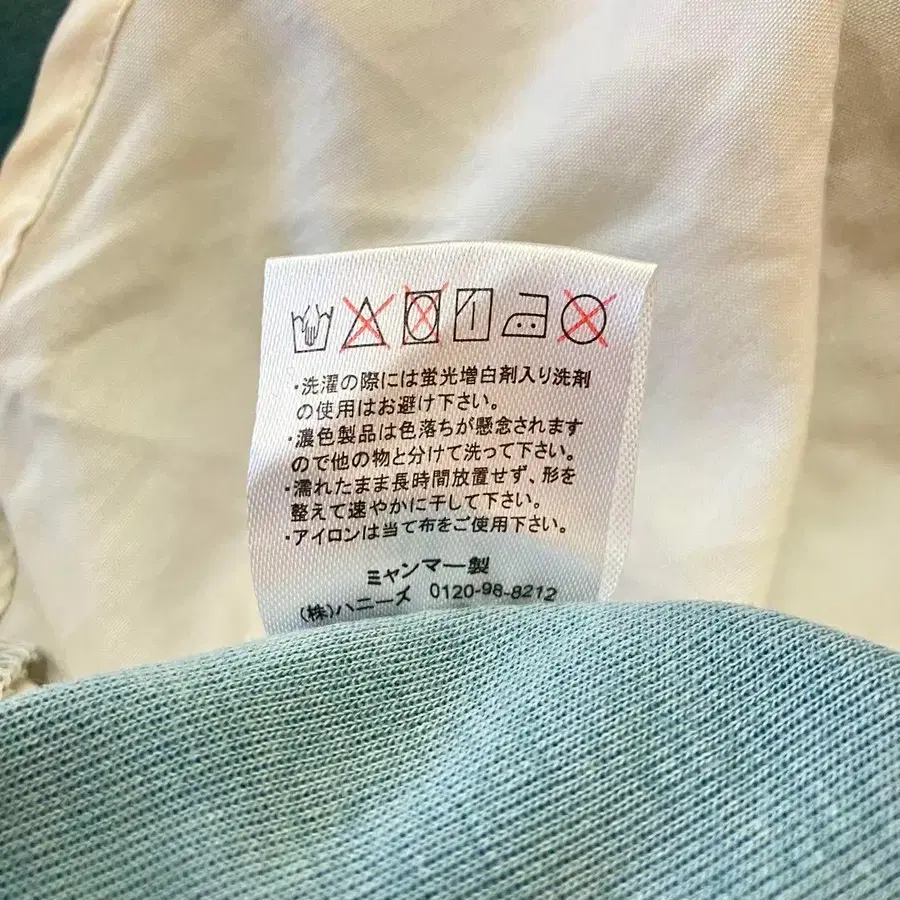 ・洗濯の際には蛍光増白剤入り洗剤
の使用はお避け下さい。
・濃色製品は色落ちが懸念されます
ので他の物と分けて洗って下さい。
・濡れたまま長時間放置せず、形を
整えて速やかに干して下さい。
・アイロンは当て布をご使用下さい。
ミャンマー製
(株)ハニーズ 0120-98-8212